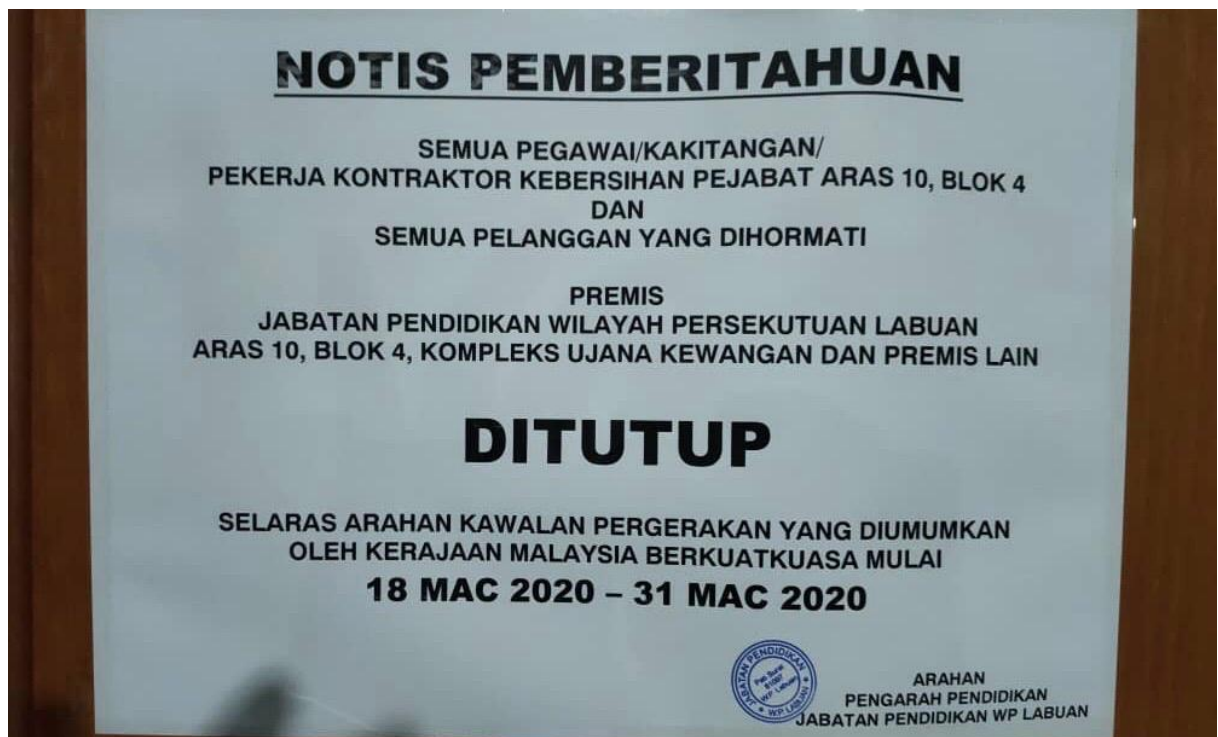 NOTIS PEMBERITAHUAN
SEMUA PEGAWAI/KAKITANGAN/
PEKERJA KONTRAKTOR KEBERSIHAN PEJABAT ARAS 10, BLOK 4
DAN
SEMUA PELANGGAN YANG DIHORMATI
PREMIS
JABATAN PENDIDIKAN WILAYAH PERSEKUTUAN LABUAN
ARAS 10, BLOK 4, KOMPLEKS UJANA KEWANGAN DAN PREMIS LAIN
DITUTUP
SELARAS ARAHAN KAWALAN PERGERAKAN YANG DIUMUMKAN
OLEH KERAJAAN MALAYSIA BERKUATKUASA MULAI
18 MAC 2020 – 31 MAC 2020
JABATAN PENDIDIKAN
W.P LABUAN
Peti Surat
W.P Labuan
ARAHAN
PENGARAH PENDIDIKAN
JABATAN PENDIDIKAN WP LABUAN